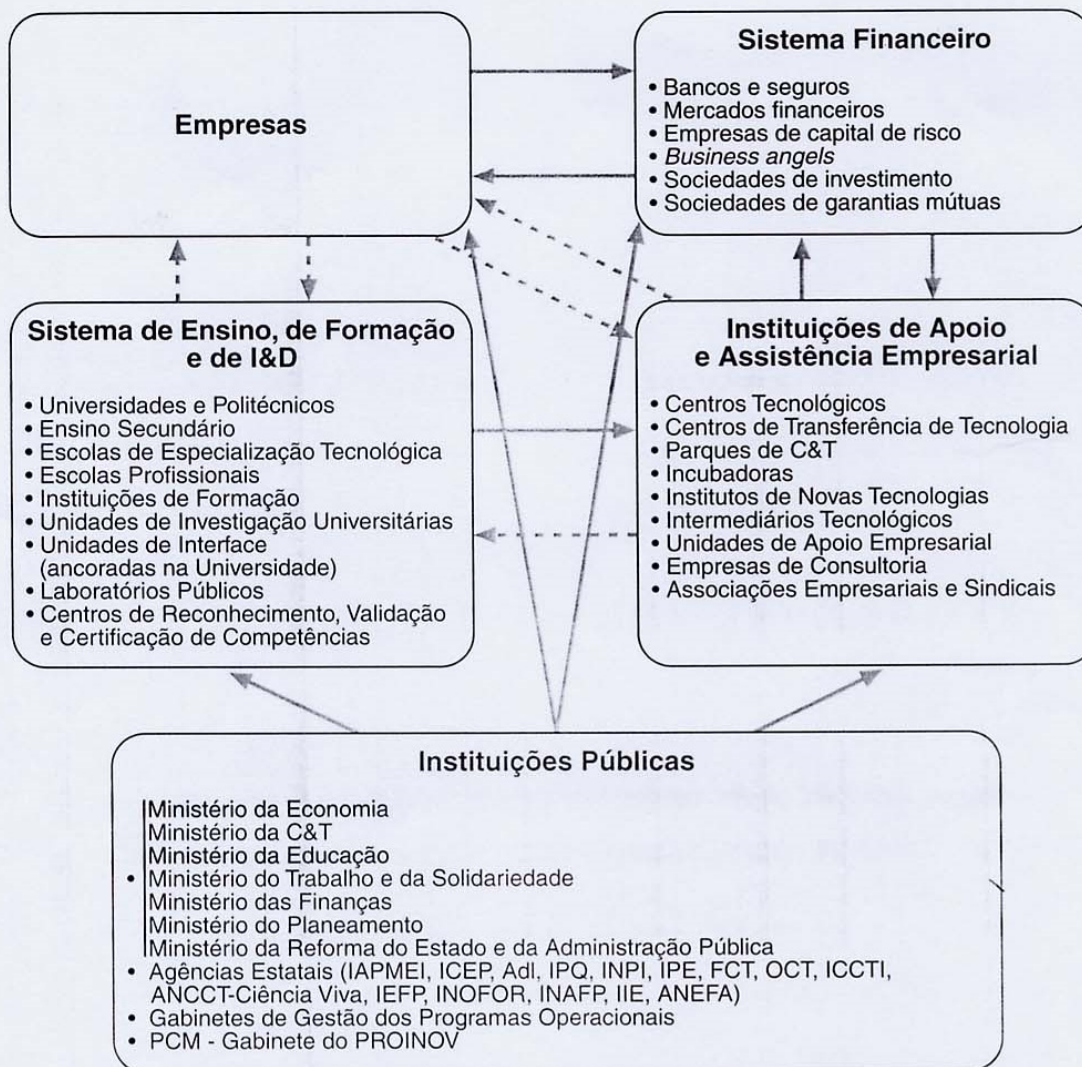 Empresas
Sistema Financeiro
• Bancos e seguros
• Mercados financeiros
• Empresas de capital de risco
• Business angels
• Sociedades de investimento
• Sociedades de garantias mútuas
Sistema de Ensino, de Formação
e de I&D
• Universidades e Politécnicos
• Ensino Secundário
• Escolas de Especialização Tecnológica
• Escolas Profissionais
• Instituições de Formação
• Unidades de Investigação Universitárias
• Unidades de Interface
(ancoradas na Universidade)
• Laboratórios Públicos
• Centros de Reconhecimento, Validação
e Certificação de Competências
Instituições de Apoio
e Assistência Empresarial
• Centros Tecnológicos
• Centros de Transferência de Tecnologia
• Parques de C&T
• Incubadoras
• Institutos de Novas Tecnologias
• Intermediários Tecnológicos
• Unidades de Apoio Empresarial
• Empresas de Consultoria
• Associações Empresariais e Sindicais
Instituições Públicas
Ministério da Economia
Ministério da C&T
Ministério da Educação
• Ministério do Trabalho e da Solidariedade
Ministério das Finanças
Ministério do Planeamento
Ministério da Reforma do Estado e da Administração Pública
• Agências Estatais (IAPMEI, ICEP, AdI, IPQ, INPI, IPE, FCT, OCT, ICCTI,
ANCCT-Ciência Viva, IEFP, INOFOR, INAFP, IIE, ANEFA)
• Gabinetes de Gestão dos Programas Operacionais
• PCM - Gabinete do PROINOV